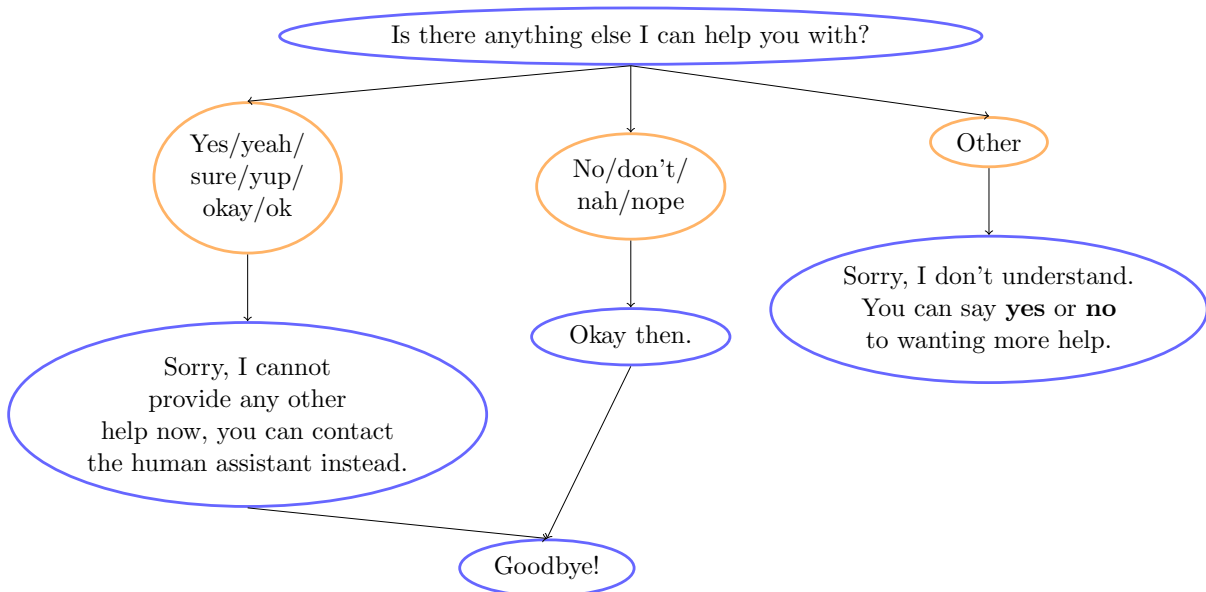 Is there anything else I can help you with?
Yes/yeah/
sure/yup/
okay/ok
No/don't/
nah/nope
Other
Sorry, I don't understand.
You can say yes or no
to wanting more help.
Okay then.
Sorry, I cannot
provide any other
help now, you can contact
the human assistant instead.
Goodbye!